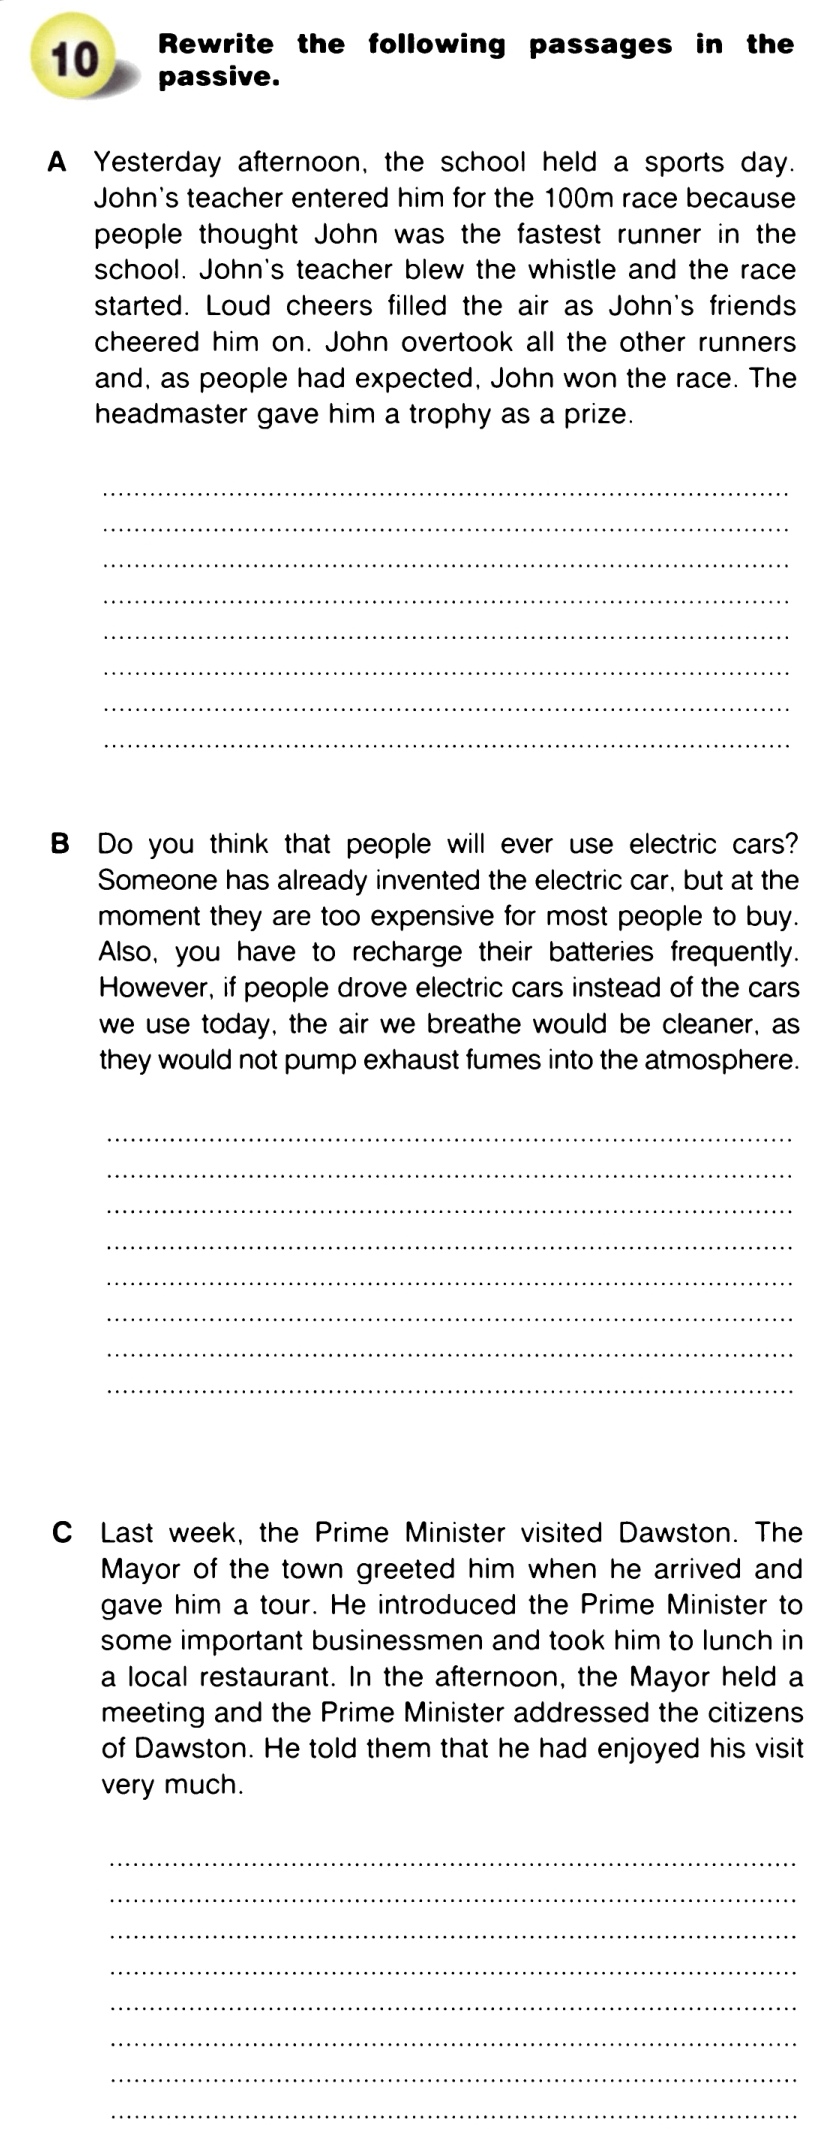 10 Rewrite the following passages in the
passive.
A Yesterday afternoon, the school held a sports day.
John's teacher entered him for the 100m race because
people thought John was the fastest runner in the
school. John's teacher blew the whistle and the race
started. Loud cheers filled the air as John's friends
cheered him on. John overtook all the other runners
and, as people had expected, John won the race. The
headmaster gave him a trophy as a prize.
B Do you think that people will ever use electric cars?
Someone has already invented the electric car, but at the
moment they are too expensive for most people to buy.
Also, you have to recharge their batteries frequently.
However, if people drove electric cars instead of the cars
we use today, the air we breathe would be cleaner, as
they would not pump exhaust fumes into the atmosphere.
C Last week, the Prime Minister visited Dawston. The
Mayor of the town greeted him when he arrived and
gave him a tour. He introduced the Prime Minister to
some important businessmen and took him to lunch in
a local restaurant. In the afternoon, the Mayor held a
meeting and the Prime Minister addressed the citizens
of Dawston. He told them that he had enjoyed his visit
very much.